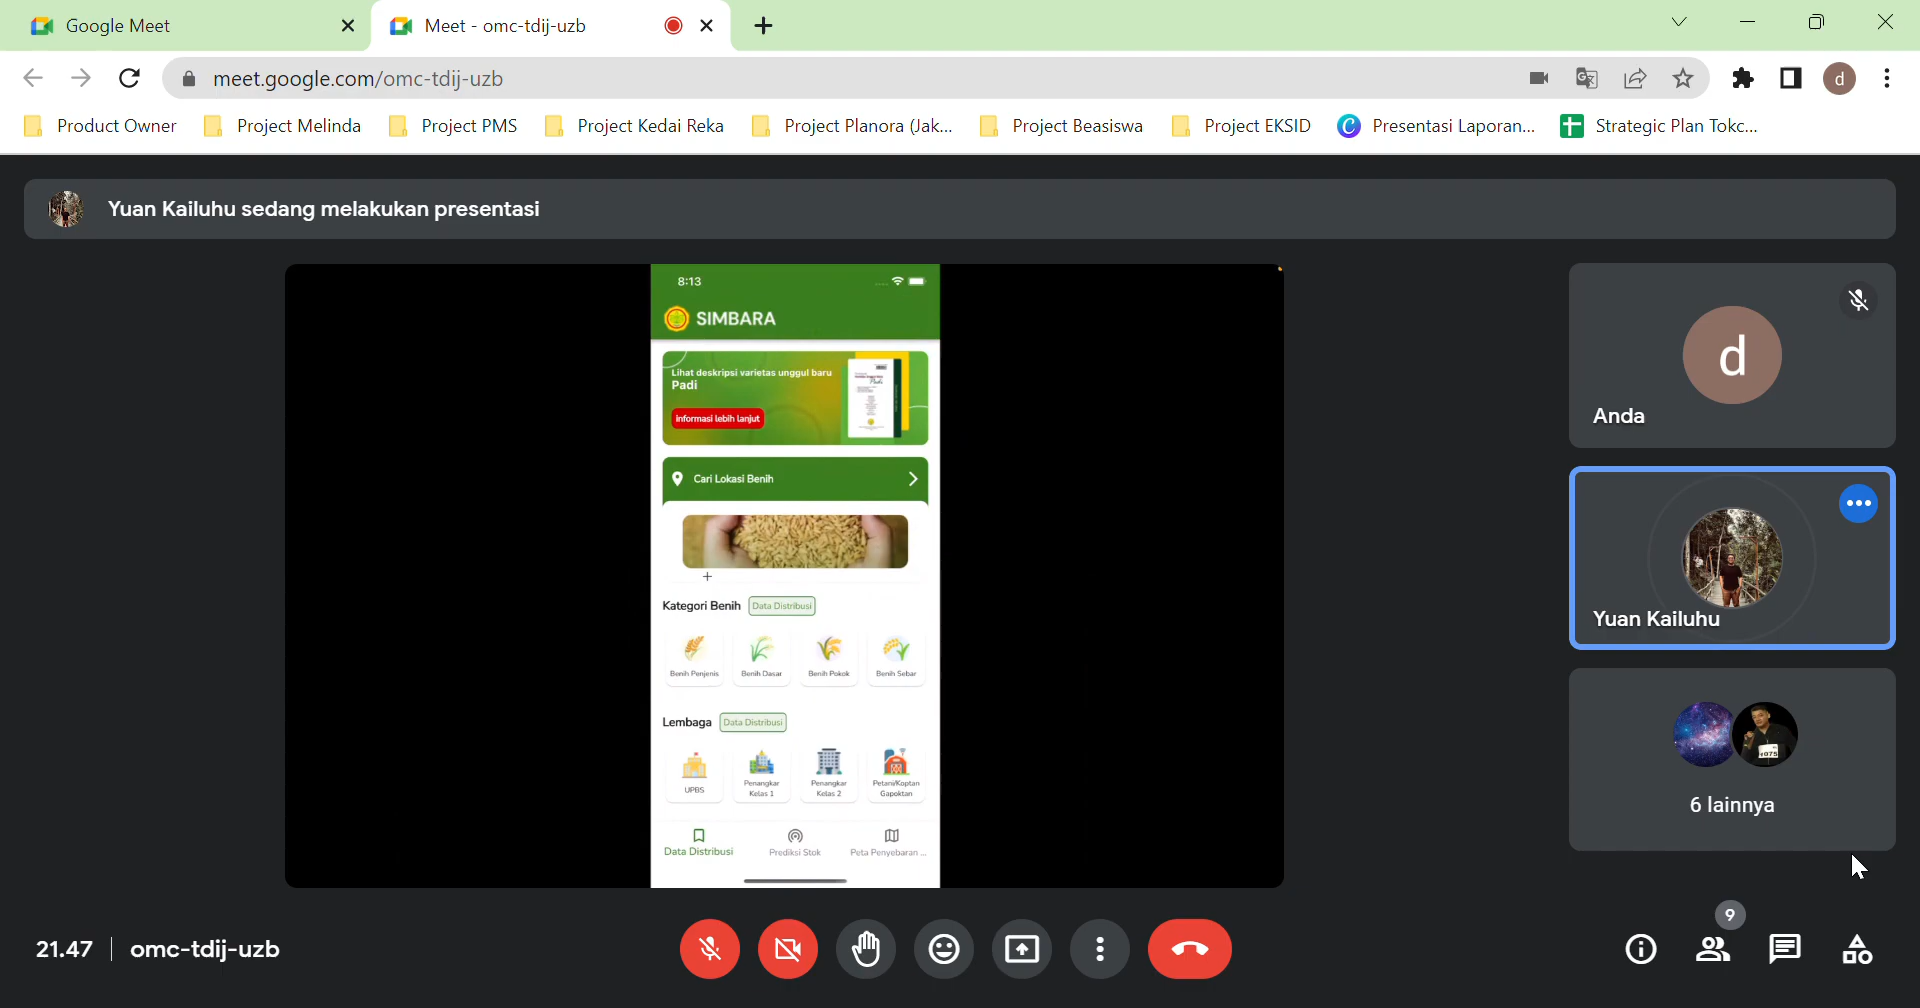 Google Meet
Meet - omc-tdij-uzb
meet.google.com/omc-tdij-uzb
d
Product Owner
Project Melinda
Project PMS
Project Kedai Reka
Project Planora (Jak...
Project Beasiswa
Project EKSID
Presentasi Laporan...
Strategic Plan Tokc...
Yuan Kailuhu sedang melakukan presentasi
8:13
SIMBARA
Lihat deskripsi varietas unggul baru
Padi
Informasi lebih lanjut
Cari Lokasi Benih
Kategori Benih
Data Distribusi
Benih Penjenis
Benih Dasar
Benih Pokok
Benih Sebar
Lembaga
Data Distribusi
UPBS
Penangkar
Kelas 1
Penangkar
Kelas 2
Petani/Koptan
Gapoktan
Data Distribusi
Prediksi Stok
Peta Penyebaran ...
d
Anda
Yuan Kailuhu
6 lainnya
21.47
omc-tdij-uzb
9